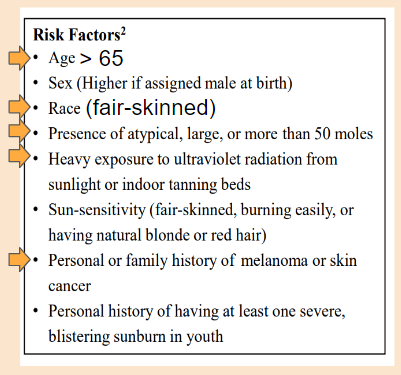 Risk Factors2
• Age > 65
• Sex (Higher if assigned male at birth)
• Race (fair-skinned)
• Presence of atypical, large, or more than 50 moles
• Heavy exposure to ultraviolet radiation from
sunlight or indoor tanning beds
• Sun-sensitivity (fair-skinned, burning easily, or
having natural blonde or red hair)
• Personal or family history of melanoma or skin
cancer
• Personal history of having at least one severe,
blistering sunburn in youth